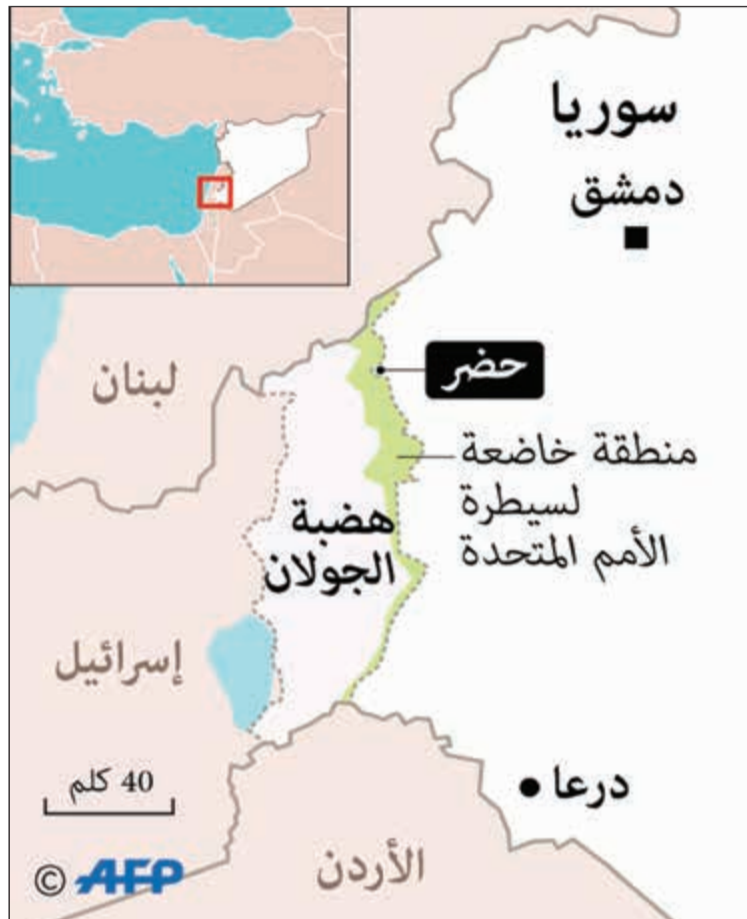 سوريا
دمشق
حضر
لبنان
منطقة خاضعة
لسيطرة
الأمم المتحدة
هضبة
الجولان
إسرائيل
40 كلم
درعا
الأردن
© AFP